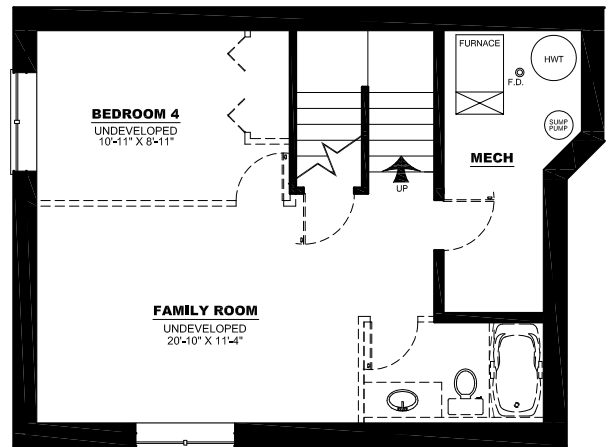 FURNACE
HWT
F.D.
BEDROOM 4
UNDEVELOPED
10'-11" X 8'-11"
SUMP
PUMP
MECH
UP
FAMILY ROOM
UNDEVELOPED
20'-10" X 11'-4"